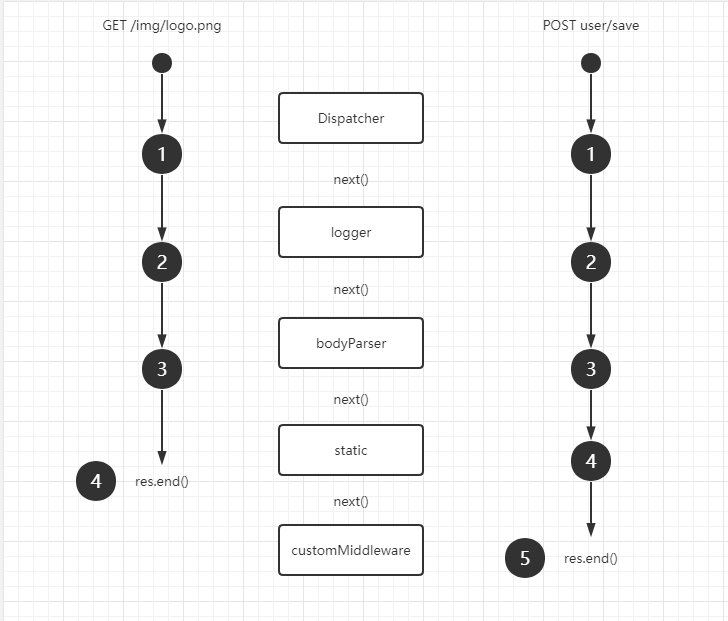 GET /img/logo.png
1
2
3
4
res.end()
Dispatcher
next()
logger
next()
bodyParser
next()
static
next()
customMiddleware
POST user/save
1
2
3
4
5
res.end()